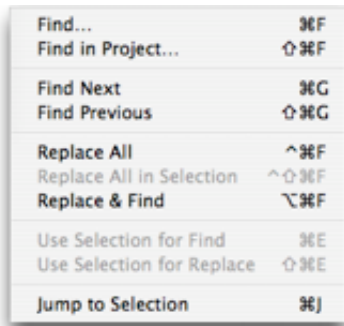 Find... ⌘F
Find in Project... ⇧⌘F
Find Next ⌘G
Find Previous ⇧⌘G
Replace All ^⌘F
Replace All in Selection ^⇧⌘F
Replace & Find ⌥⌘F
Use Selection for Find ⌘E
Use Selection for Replace ⇧⌘E
Jump to Selection ⌘J